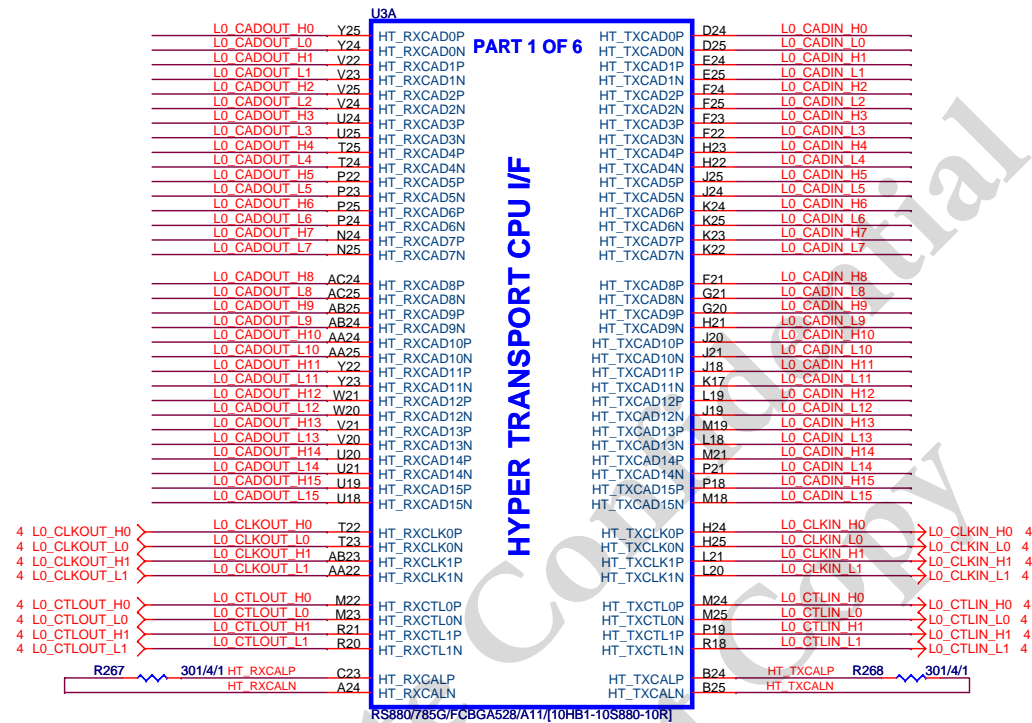 U3A
PART 1 OF 6
HYPER TRANSPORT CPU I/F
L0_CADOUT_H0 Y25 HT_RXCAD0P HT_TXCAD0P D24 L0_CADIN_H0
L0_CADOUT_L0 Y24 HT_RXCAD0N HT_TXCAD0N D25 L0_CADIN_L0
L0_CADOUT_H1 V22 HT_RXCAD1P HT_TXCAD1P E24 L0_CADIN_H1
L0_CADOUT_L1 V23 HT_RXCAD1N HT_TXCAD1N E25 L0_CADIN_L1
L0_CADOUT_H2 V25 HT_RXCAD2P HT_TXCAD2P F24 L0_CADIN_H2
L0_CADOUT_L2 V24 HT_RXCAD2N HT_TXCAD2N F25 L0_CADIN_L2
L0_CADOUT_H3 U24 HT_RXCAD3P HT_TXCAD3P F23 L0_CADIN_H3
L0_CADOUT_L3 U25 HT_RXCAD3N HT_TXCAD3N F22 L0_CADIN_L3
L0_CADOUT_H4 T25 HT_RXCAD4P HT_TXCAD4P H23 L0_CADIN_H4
L0_CADOUT_L4 T24 HT_RXCAD4N HT_TXCAD4N H22 L0_CADIN_L4
L0_CADOUT_H5 P22 HT_RXCAD5P HT_TXCAD5P J25 L0_CADIN_H5
L0_CADOUT_L5 P23 HT_RXCAD5N HT_TXCAD5N J24 L0_CADIN_L5
L0_CADOUT_H6 P25 HT_RXCAD6P HT_TXCAD6P K24 L0_CADIN_H6
L0_CADOUT_L6 P24 HT_RXCAD6N HT_TXCAD6N K25 L0_CADIN_L6
L0_CADOUT_H7 N24 HT_RXCAD7P HT_TXCAD7P K23 L0_CADIN_H7
L0_CADOUT_L7 N25 HT_RXCAD7N HT_TXCAD7N K22 L0_CADIN_L7
L0_CADOUT_H8 AC24 HT_RXCAD8P HT_TXCAD8P F21 L0_CADIN_H8
L0_CADOUT_L8 AC25 HT_RXCAD8N HT_TXCAD8N G21 L0_CADIN_L8
L0_CADOUT_H9 AB25 HT_RXCAD9P HT_TXCAD9P G20 L0_CADIN_H9
L0_CADOUT_L9 AB24 HT_RXCAD9N HT_TXCAD9N H21 L0_CADIN_L9
L0_CADOUT_H10 AA24 HT_RXCAD10P HT_TXCAD10P J20 L0_CADIN_H10
L0_CADOUT_L10 AA25 HT_RXCAD10N HT_TXCAD10N J21 L0_CADIN_L10
L0_CADOUT_H11 Y22 HT_RXCAD11P HT_TXCAD11P J18 L0_CADIN_H11
L0_CADOUT_L11 Y23 HT_RXCAD11N HT_TXCAD11N K17 L0_CADIN_L11
L0_CADOUT_H12 W21 HT_RXCAD12P HT_TXCAD12P L19 L0_CADIN_H12
L0_CADOUT_L12 W20 HT_RXCAD12N HT_TXCAD12N J19 L0_CADIN_L12
L0_CADOUT_H13 V21 HT_RXCAD13P HT_TXCAD13P M19 L0_CADIN_H13
L0_CADOUT_L13 V20 HT_RXCAD13N HT_TXCAD13N L18 L0_CADIN_L13
L0_CADOUT_H14 U20 HT_RXCAD14P HT_TXCAD14P M21 L0_CADIN_H14
L0_CADOUT_L14 U21 HT_RXCAD14N HT_TXCAD14N P21 L0_CADIN_L14
L0_CADOUT_H15 U19 HT_RXCAD15P HT_TXCAD15P P18 L0_CADIN_H15
L0_CADOUT_L15 U18 HT_RXCAD15N HT_TXCAD15N M18 L0_CADIN_L15
4 L0_CLKOUT_H0 L0_CLKOUT_H0 T22 HT_RXCLK0P HT_TXCLK0P H24 L0_CLKIN_H0 L0_CLKIN_H0 4
4 L0_CLKOUT_L0 L0_CLKOUT_L0 T23 HT_RXCLK0N HT_TXCLK0N H25 L0_CLKIN_L0 L0_CLKIN_L0 4
4 L0_CLKOUT_H1 L0_CLKOUT_H1 AB23 HT_RXCLK1P HT_TXCLK1P L21 L0_CLKIN_H1 L0_CLKIN_H1 4
4 L0_CLKOUT_L1 L0_CLKOUT_L1 AA22 HT_RXCLK1N HT_TXCLK1N L20 L0_CLKIN_L1 L0_CLKIN_L1 4
4 L0_CTLOUT_H0 L0_CTLOUT_H0 M22 HT_RXCTL0P HT_TXCTL0P M24 L0_CTLIN_H0 L0_CTLIN_H0 4
4 L0_CTLOUT_L0 L0_CTLOUT_L0 M23 HT_RXCTL0N HT_TXCTL0N M25 L0_CTLIN_L0 L0_CTLIN_L0 4
4 L0_CTLOUT_H1 L0_CTLOUT_H1 R21 HT_RXCTL1P HT_TXCTL1P P19 L0_CTLIN_H1 L0_CTLIN_H1 4
4 L0_CTLOUT_L1 L0_CTLOUT_L1 R20 HT_RXCTL1N HT_TXCTL1N R18 L0_CTLIN_L1 L0_CTLIN_L1 4
R267 301/4/1 HT_RXCALP C23 HT_RXCALP HT_TXCALP B24 HT_TXCALP R268 301/4/1
HT_RXCALN A24 HT_RXCALN HT_TXCALN B25 HT_TXCALN
RS880/785G/FCBGA528/A11/[10HB1-10S880-10R]
Confidential
Copy